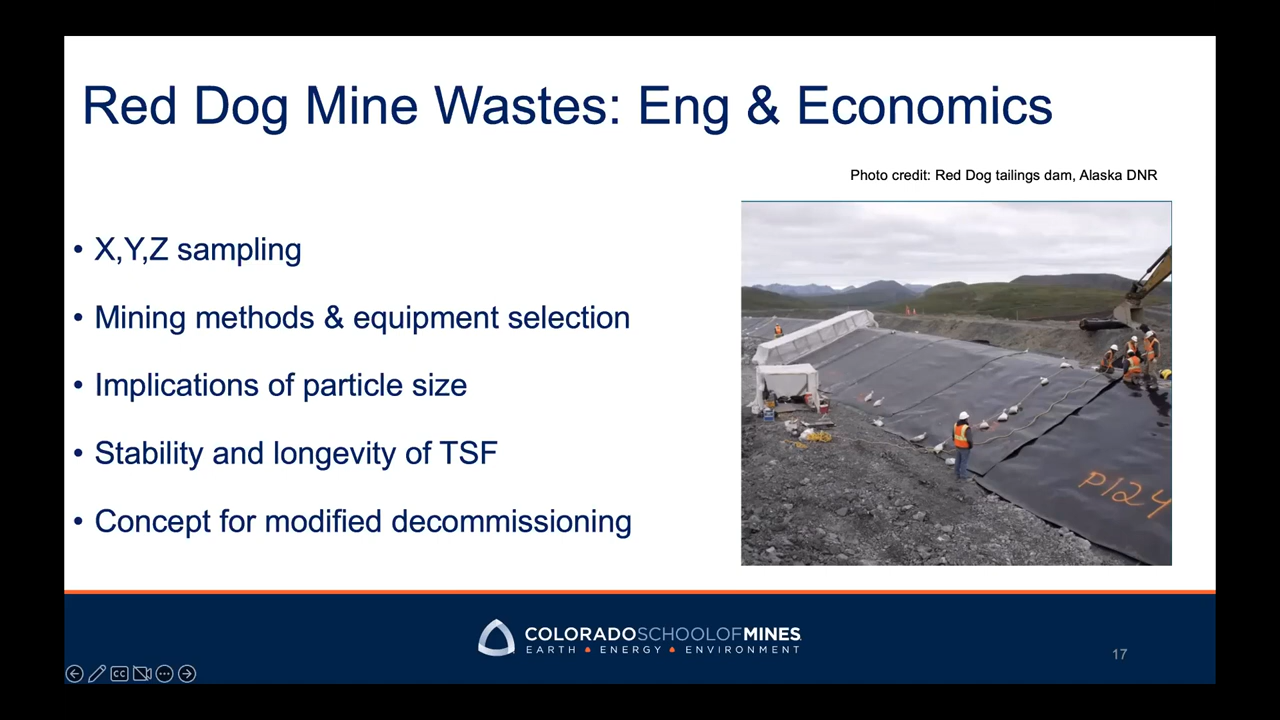 Red Dog Mine Wastes: Eng & Economics
Photo credit: Red Dog tailings dam, Alaska DNR
• X,Y,Z sampling
• Mining methods & equipment selection
• Implications of particle size
• Stability and longevity of TSF
• Concept for modified decommissioning
P124
COLORADOSCHOOLOFMINES
EARTH • ENERGY • ENVIRONMENT
17
CC